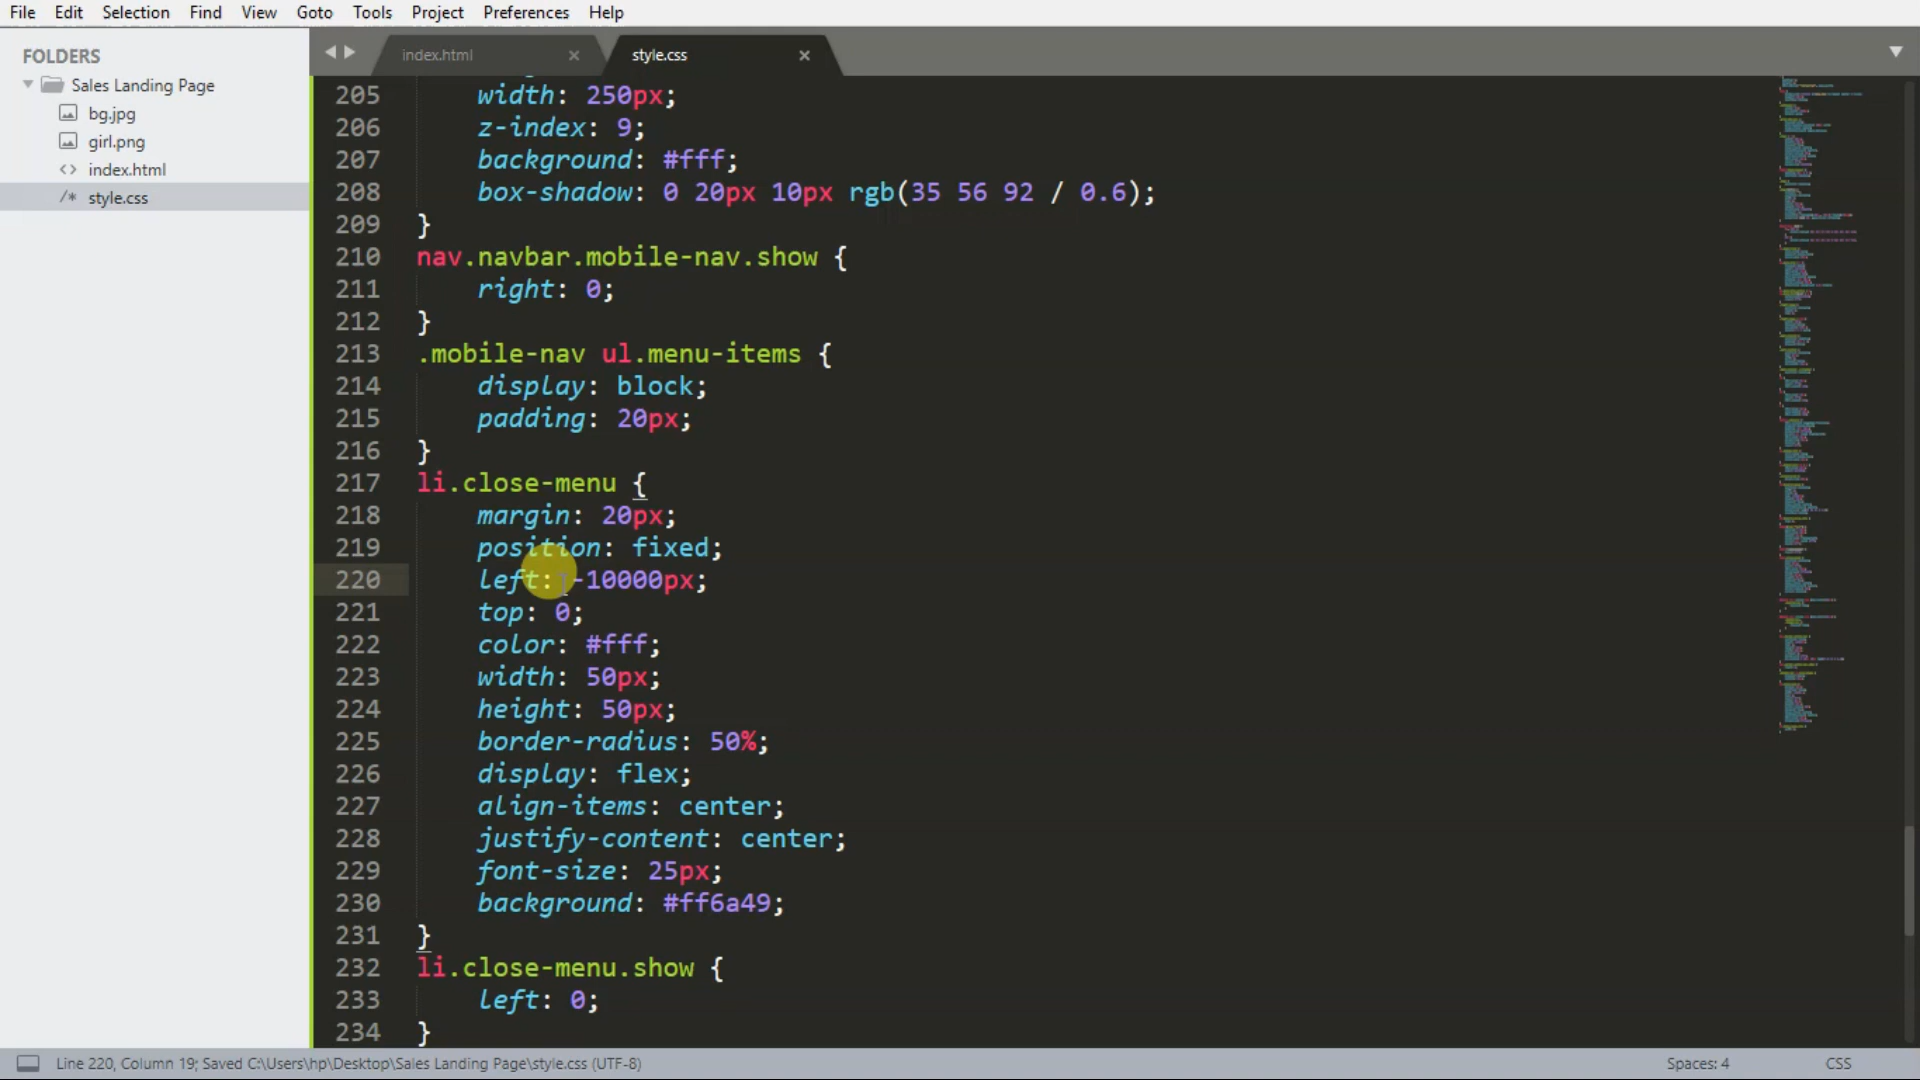 File Edit Selection Find View Goto Tools Project Preferences Help
FOLDERS
Sales Landing Page
bg.jpg
girl.png
<> index.html
/* style.css
index.html ×
style.css ×
205 width: 250px;
206 z-index: 9;
207 background: #fff;
208 box-shadow: 0 20px 10px rgb(35 56 92 / 0.6);
209 }
210 nav.navbar.mobile-nav.show {
211 right: 0;
212 }
213 .mobile-nav ul.menu-items {
214 display: block;
215 padding: 20px;
216 }
217 li.close-menu {
218 margin: 20px;
219 position: fixed;
220 left: -10000px;
221 top: 0;
222 color: #fff;
223 width: 50px;
224 height: 50px;
225 border-radius: 50%;
226 display: flex;
227 align-items: center;
228 justify-content: center;
229 font-size: 25px;
230 background: #ff6a49;
231 }
232 li.close-menu.show {
233 left: 0;
234 }
Line 220, Column 19; Saved C:\Users\hp\Desktop\Sales Landing Page\style.css (UTF-8)
Spaces: 4
CSS